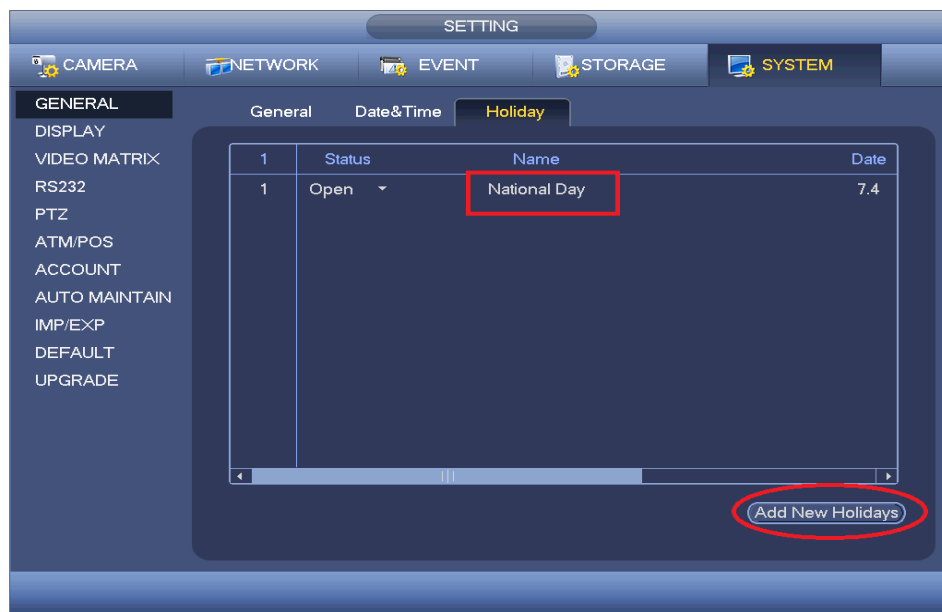 SETTING
CAMERA NETWORK EVENT STORAGE SYSTEM
GENERAL
DISPLAY
VIDEO MATRIX
RS232
PTZ
ATM/POS
ACCOUNT
AUTO MAINTAIN
IMP/EXP
DEFAULT
UPGRADE
General Date&Time Holiday
1 Status Name Date
1 Open National Day 7.4
Add New Holidays